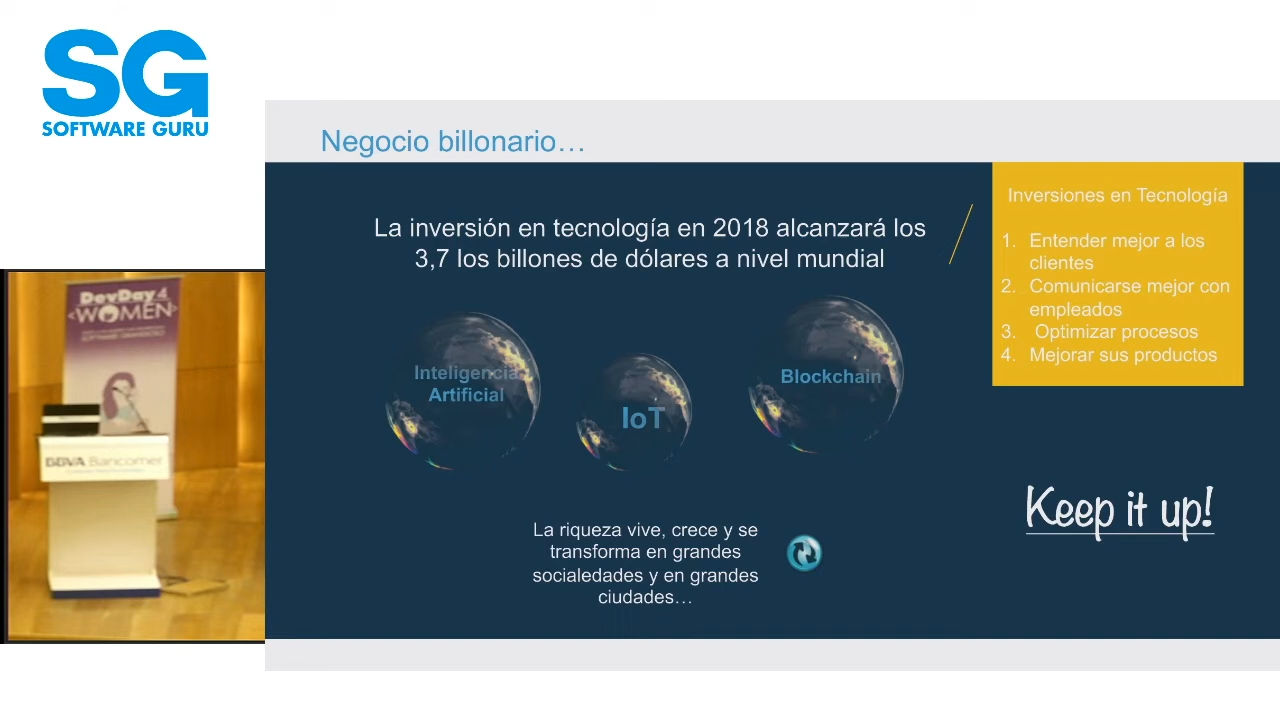 SG
SOFTWARE GURU
Negocio billonario…
La inversión en tecnología en 2018 alcanzará los
3,7 los billones de dólares a nivel mundial
Inteligencia
Artificial
IoT
Blockchain
La riqueza vive, crece y se
transforma en grandes
socialedades y en grandes
ciudades…
Inversiones en Tecnología
1. Entender mejor a los
clientes
2. Comunicarse mejor con
empleados
3. Optimizar procesos
4. Mejorar sus productos
Keep it up!
DevDay4
<WOMEN>
BBVA Bancomer